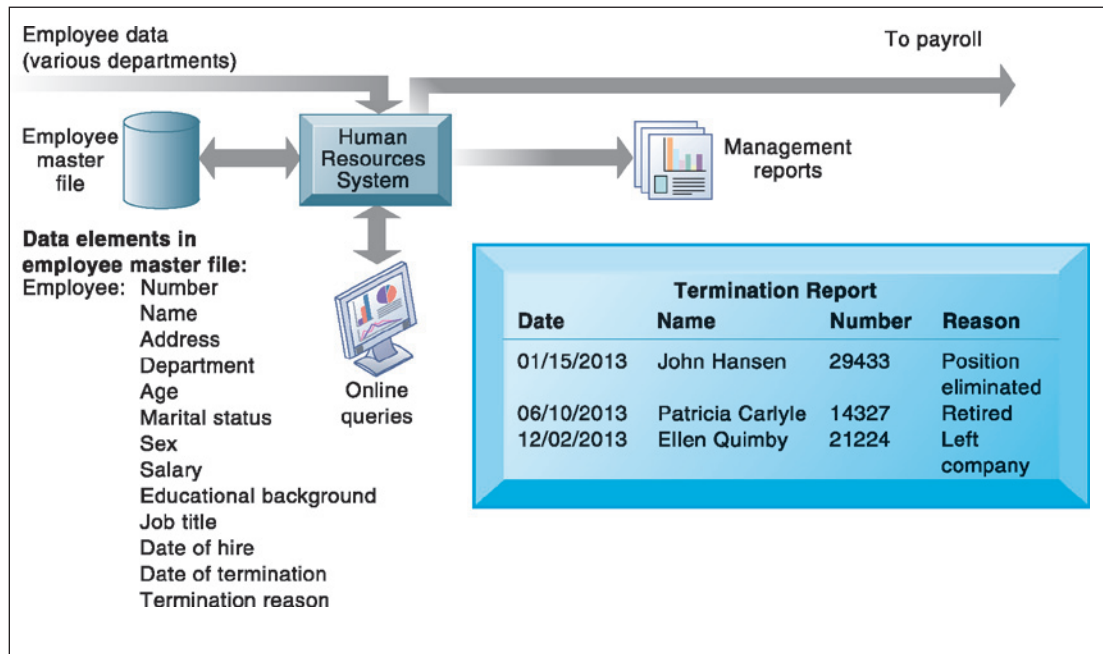 Employee data
(various departments)
To payroll
Employee
master
file
Human
Resources
System
Management
reports
Data elements in
employee master file:
Employee: Number
Name
Address
Department
Age
Marital status
Sex
Salary
Educational background
Job title
Date of hire
Date of termination
Termination reason
Online
queries
Termination Report
Date Name Number Reason
01/15/2013 John Hansen 29433 Position
eliminated
06/10/2013 Patricia Carlyle 14327 Retired
12/02/2013 Ellen Quimby 21224 Left
company